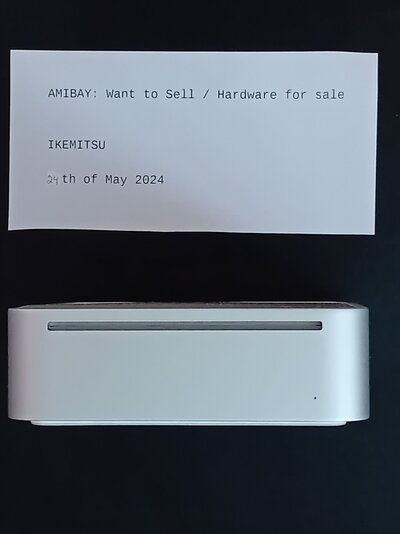 AMIBAY: Want to Sell / Hardware for sale
IKEMITSU
24th of May 2024